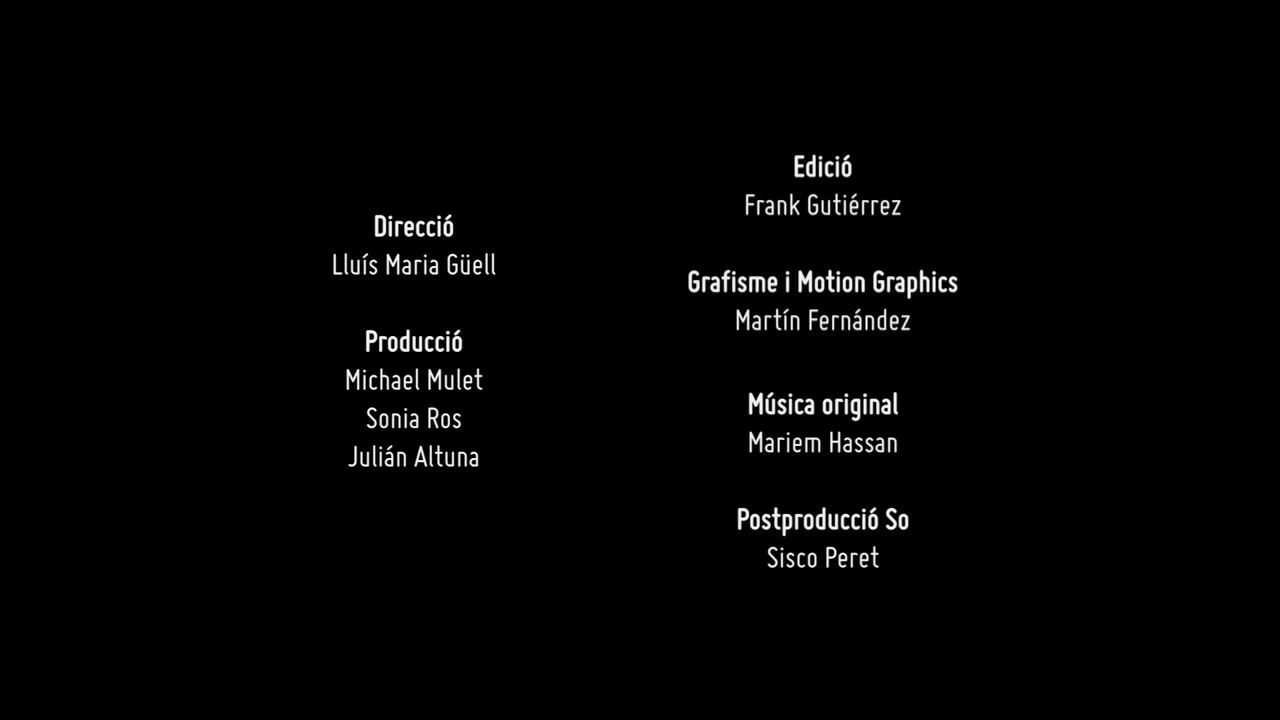 Direcció
Lluís Maria Güell
Producció
Michael Mulet
Sonia Ros
Julián Altuna
Edició
Frank Gutiérrez
Grafisme i Motion Graphics
Martín Fernández
Música original
Mariem Hassan
Postproducció So
Sisco Peret